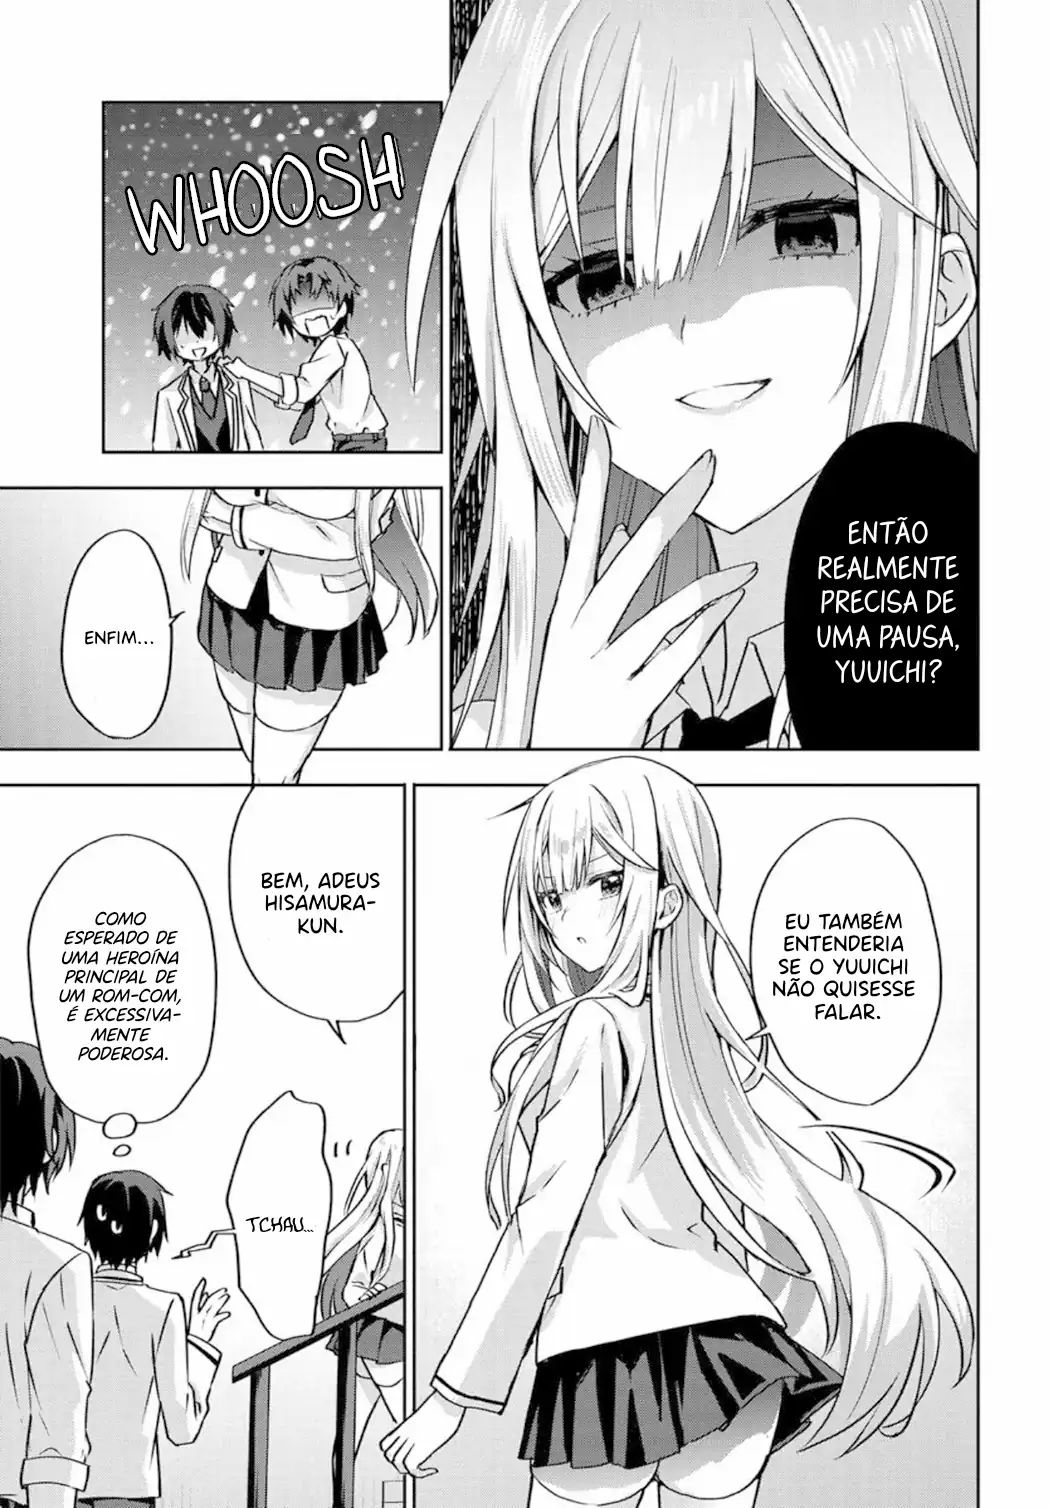 ENTÃO
REALMENTE
PRECISA DE
UMA PAUSA,
YUUICHI?
WHOOSH
ENFIM...
EU TAMBÉM
ENTENDERIA
SE O YUUICHI
NÃO QUISESSE
FALAR.
BEM, ADEUS
HISAMURA-
KUN.
TCHAU...
COMO
ESPERADO DE
UMA HEROÍNA
PRINCIPAL DE
UM ROM-COM,
É EXCESSIVA-
MENTE
PODEROSA.